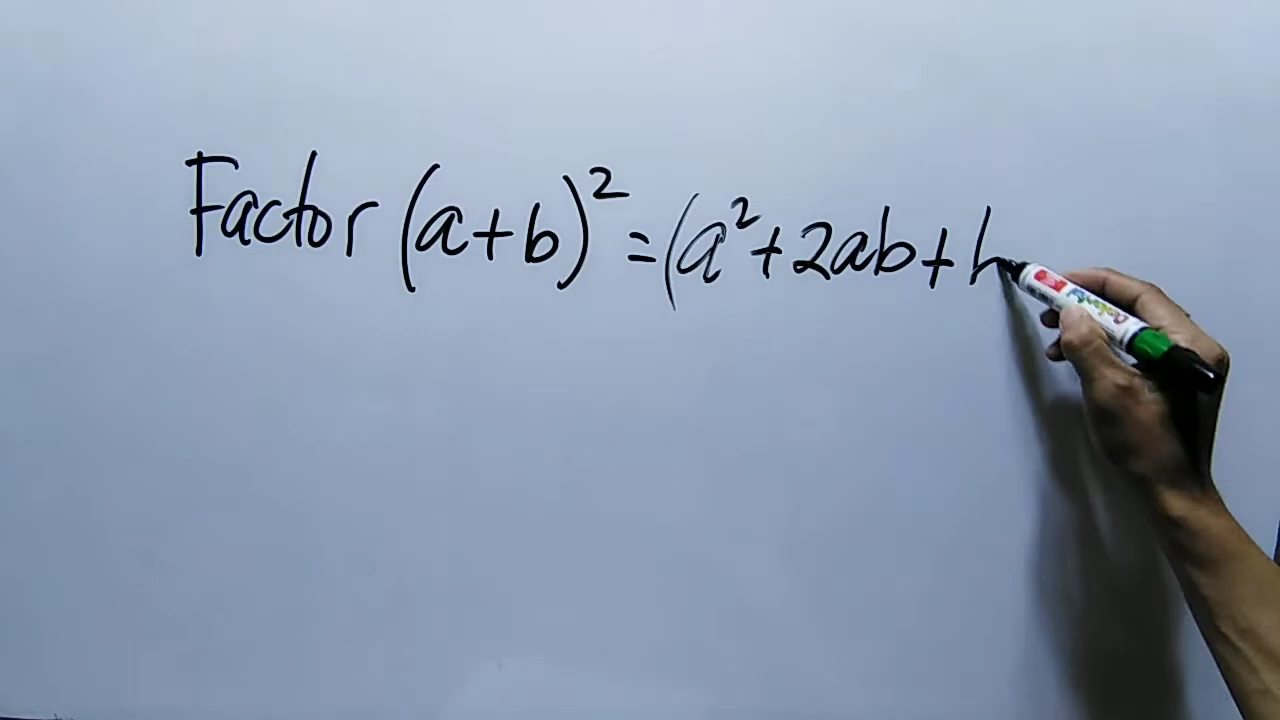 Factor (a+b)² = (a² + 2ab + b